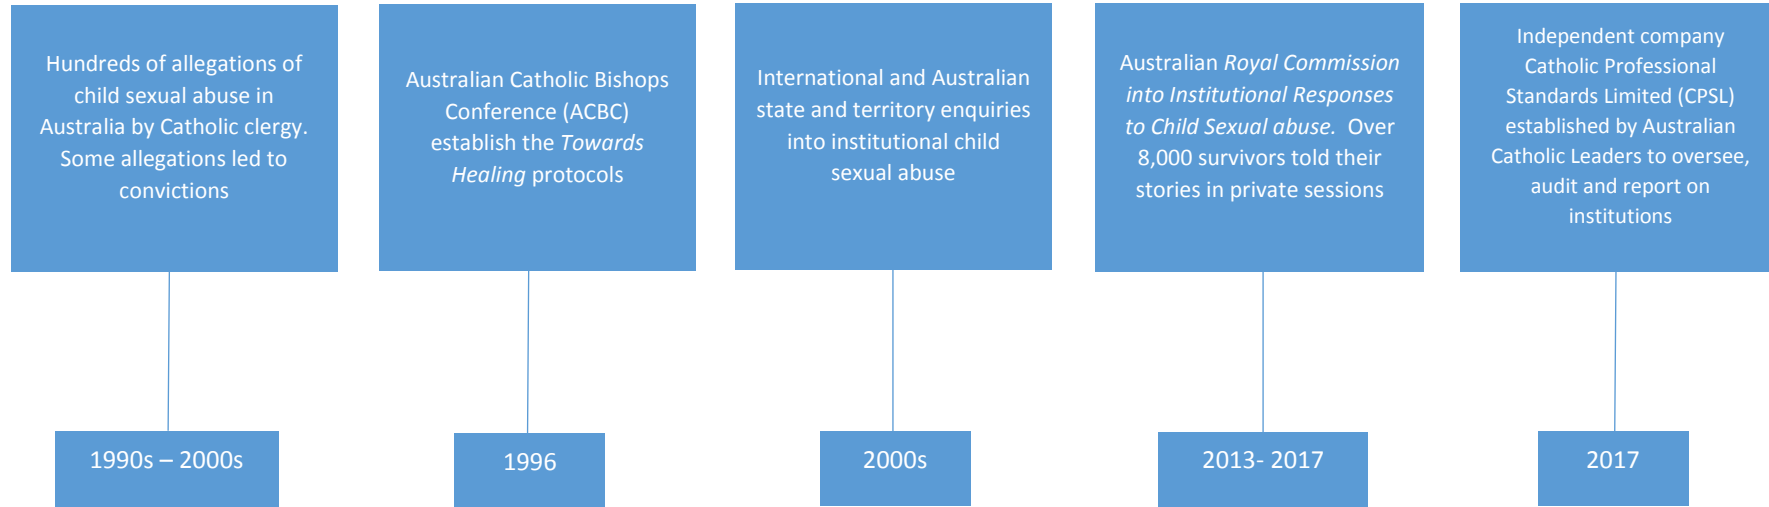 Hundreds of allegations of
child sexual abuse in
Australia by Catholic clergy.
Some allegations led to
convictions
Australian Catholic Bishops
Conference (ACBC)
establish the Towards
Healing protocols
International and Australian
state and territory enquiries
into institutional child
sexual abuse
Australian Royal Commission
into Institutional Responses
to Child Sexual abuse.  Over
8,000 survivors told their
stories in private sessions
Independent company
Catholic Professional
Standards Limited (CPSL)
established by Australian
Catholic Leaders to oversee,
audit and report on
institutions
1990s – 2000s
1996
2000s
2013- 2017
2017